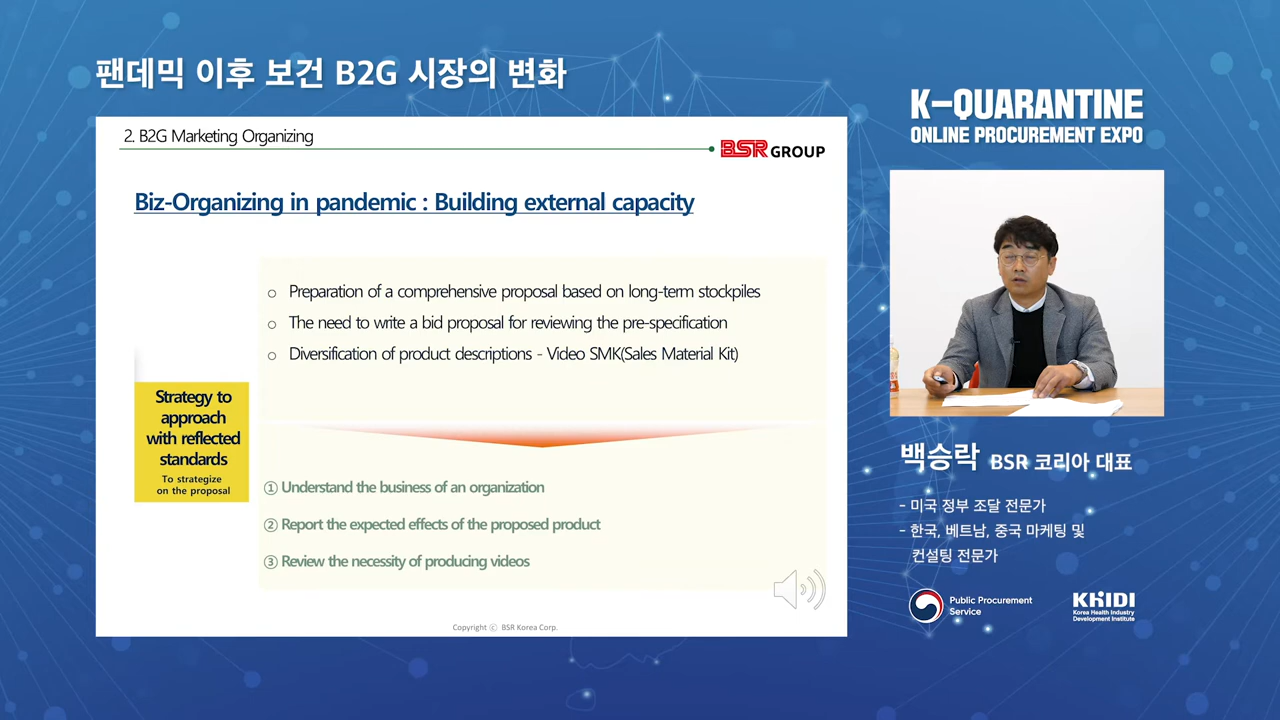 팬데믹 이후 보건 B2G 시장의 변화
2. B2G Marketing Organizing
BSR GROUP
Biz-Organizing in pandemic : Building external capacity
○ Preparation of a comprehensive proposal based on long-term stockpiles
○ The need to write a bid proposal for reviewing the pre-specification
○ Diversification of product descriptions - Video SMK(Sales Material Kit)
Strategy to
approach
with reflected
standards
To strategize
on the proposal
① Understand the business of an organization
② Report the expected effects of the proposed product
③ Review the necessity of producing videos
Copyright ⓒ BSR Korea Corp.
K-QUARANTINE
ONLINE PROCUREMENT EXPO
백승락 BSR 코리아 대표
- 미국 정부 조달 전문가
- 한국, 베트남, 중국 마케팅 및
컨설팅 전문가
Public Procurement
Service
KHIDI
Korea Health Industry
Development Institute